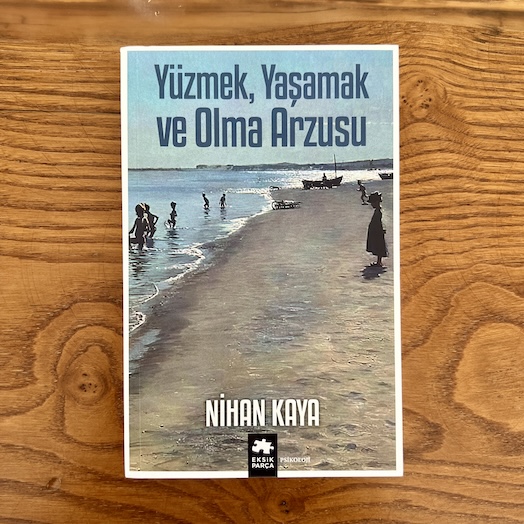 Yüzmek, Yaşamak
ve Olma Arzusu
NİHAN KAYA
EKSİK
PARÇA
PSİKOLOJİ